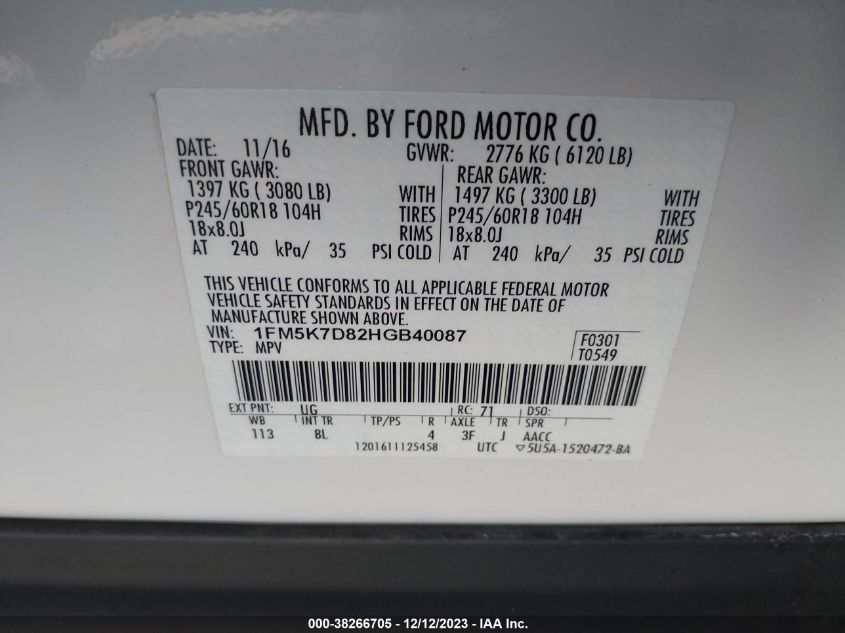 MFD. BY FORD MOTOR CO.
DATE: 11/16 GVWR: 2776 KG ( 6120 LB)
FRONT GAWR: REAR GAWR:
1397 KG ( 3080 LB) WITH 1497 KG ( 3300 LB) WITH
P245/60R18 104H TIRES P245/60R18 104H TIRES
18x8.0J RIMS 18x8.0J RIMS
AT 240 kPa/ 35 PSI COLD AT 240 kPa/ 35 PSI COLD
THIS VEHICLE CONFORMS TO ALL APPLICABLE FEDERAL MOTOR
VEHICLE SAFETY STANDARDS IN EFFECT ON THE DATE OF
MANUFACTURE SHOWN ABOVE.
VIN: 1FM5K7D82HGB40087 F0301
TYPE: MPV T0549
EXT PNT: UG RC: 71 DSO:
WB INT TR TP/PS R AXLE TR SPR
113 8L 4 3F J AACC
1201611125458 UTC ▽5U5A-1520472-BA
000-38266705 - 12/12/2023 - IAA Inc.